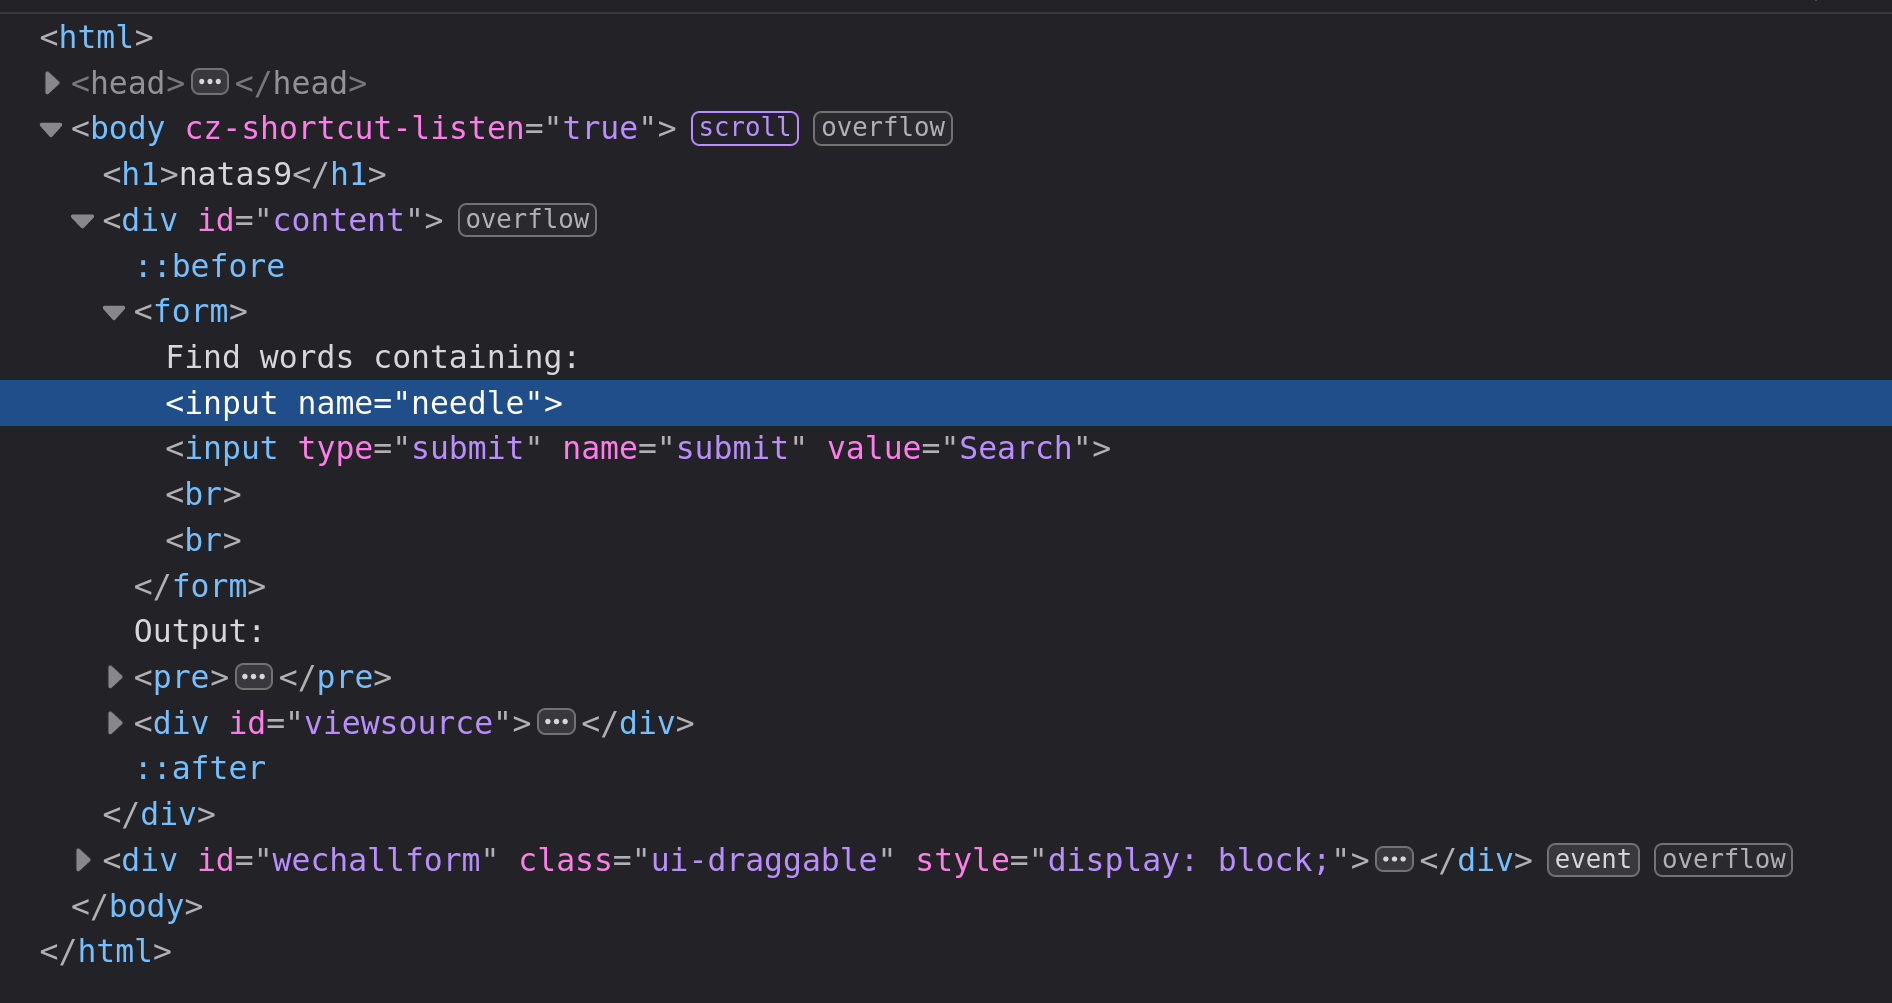 <html>
<head>•••</head>
<body cz-shortcut-listen="true"> scroll overflow
<h1>natas9</h1>
<div id="content"> overflow
::before
<form>
Find words containing:
<input name="needle">
<input type="submit" name="submit" value="Search">
<br>
<br>
</form>
Output:
<pre>•••</pre>
<div id="viewsource">•••</div>
::after
</div>
<div id="wechallform" class="ui-draggable" style="display: block;">•••</div> event overflow
</body>
</html>